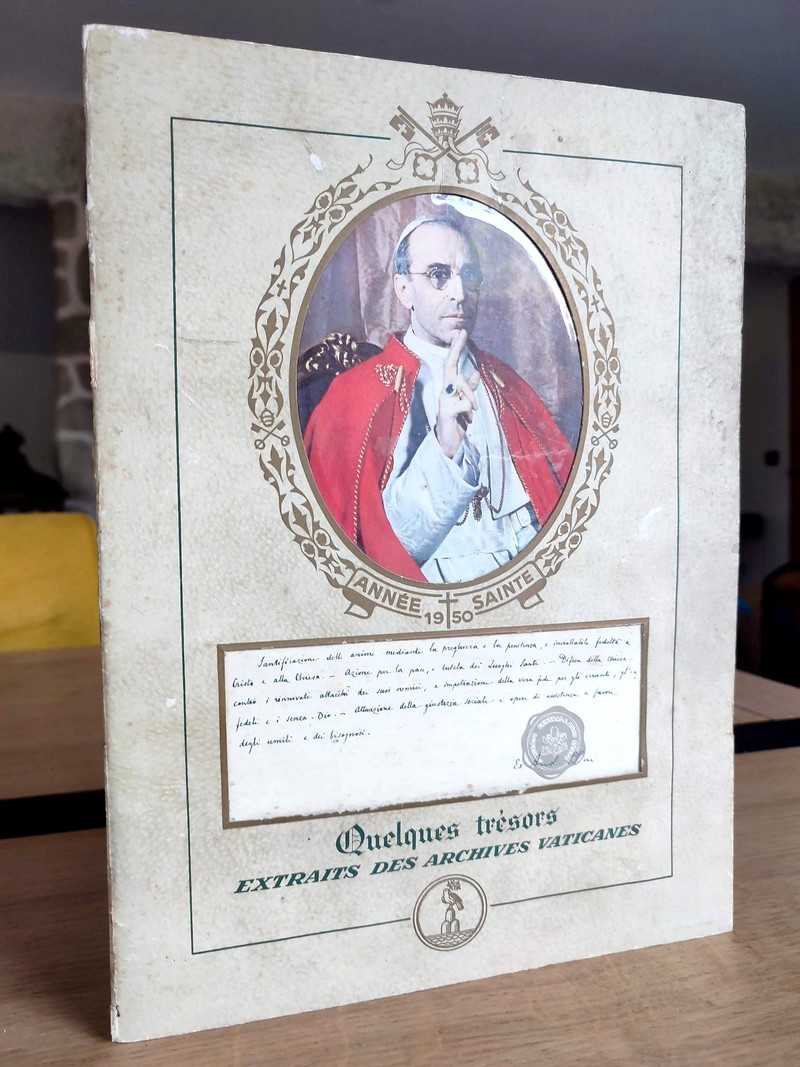 ANNÉE 1950 SAINTE
Santificazione delle anime mediante la preghiera e la penitenza, e incrollabile fedeltà a
Cristo e alla Chiesa. — Azione per la pace, e tutela dei Luoghi Santi. — Difesa della Chiesa
contro i rinnovati attacchi dei suoi nemici, e impetrazione della vera fede per gli erranti, gl'in
fedeli e i senza. Dio. — Attuazione della giustizia sociale e opere di assistenza a favore
degli umili e dei bisognosi.
Quelques trésors
EXTRAITS DES ARCHIVES VATICANES